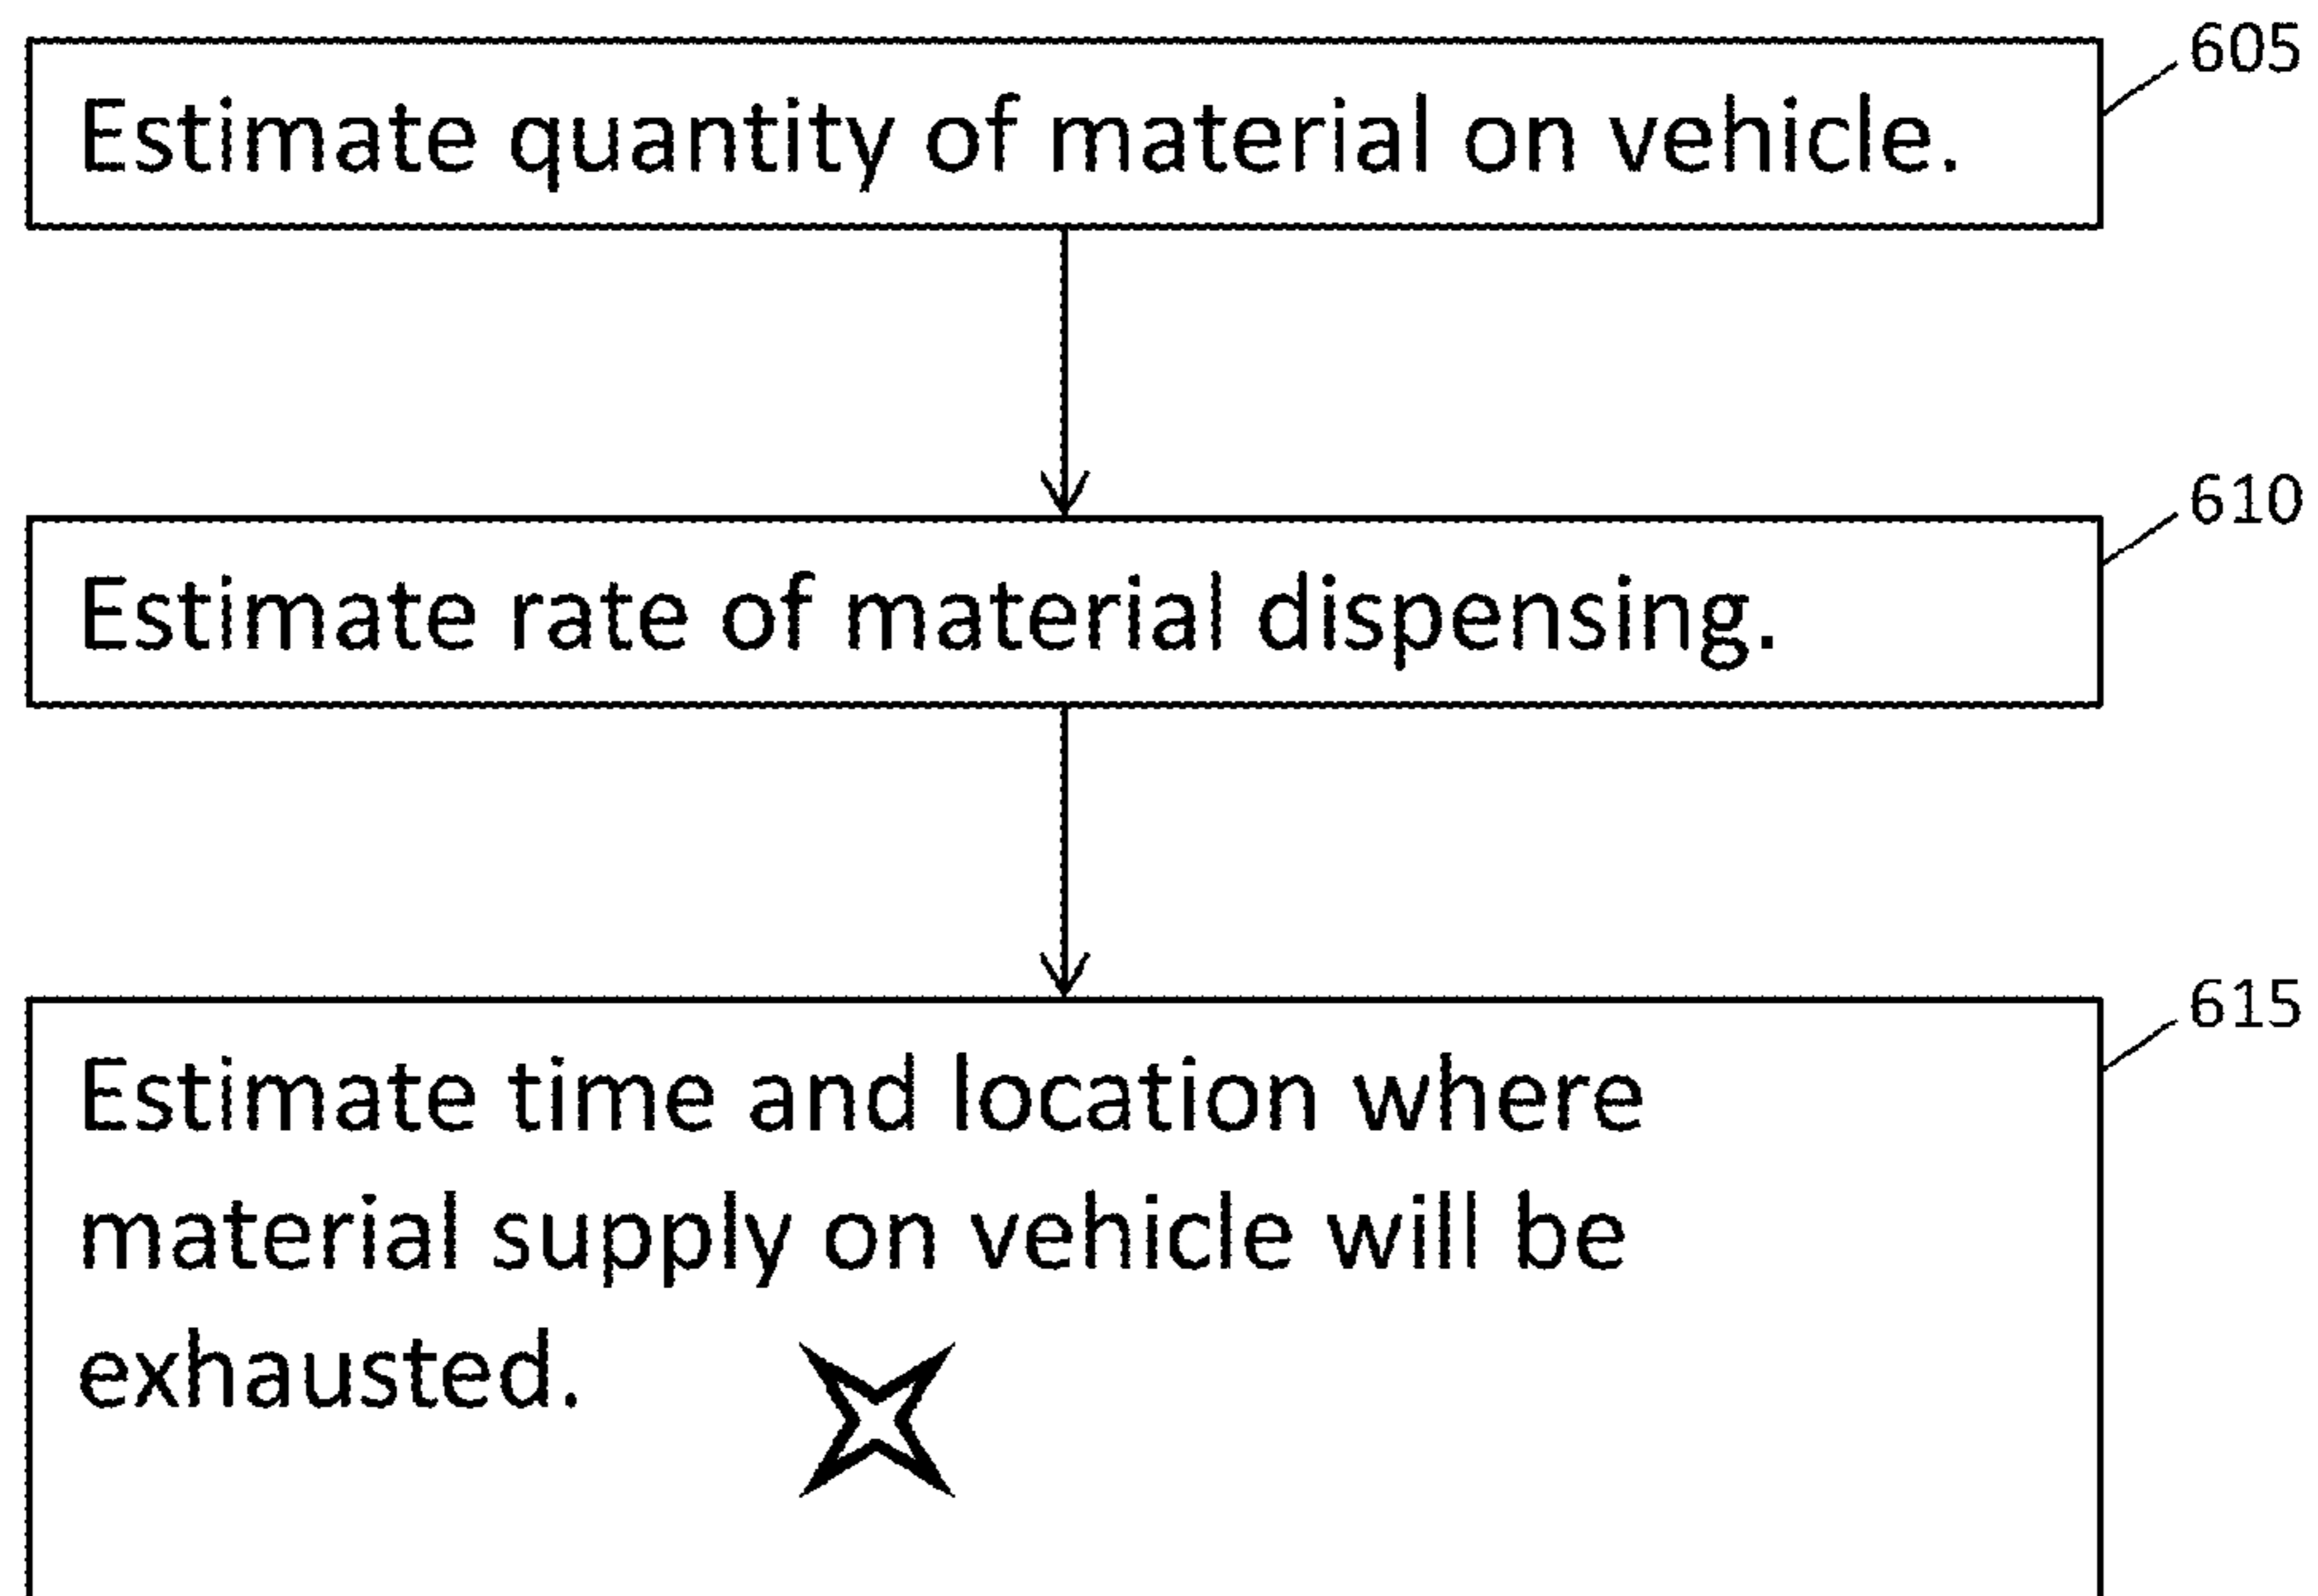 605
Estimate quantity of material on vehicle.
610
Estimate rate of material dispensing.
615
Estimate time and location where
material supply on vehicle will be
exhausted.